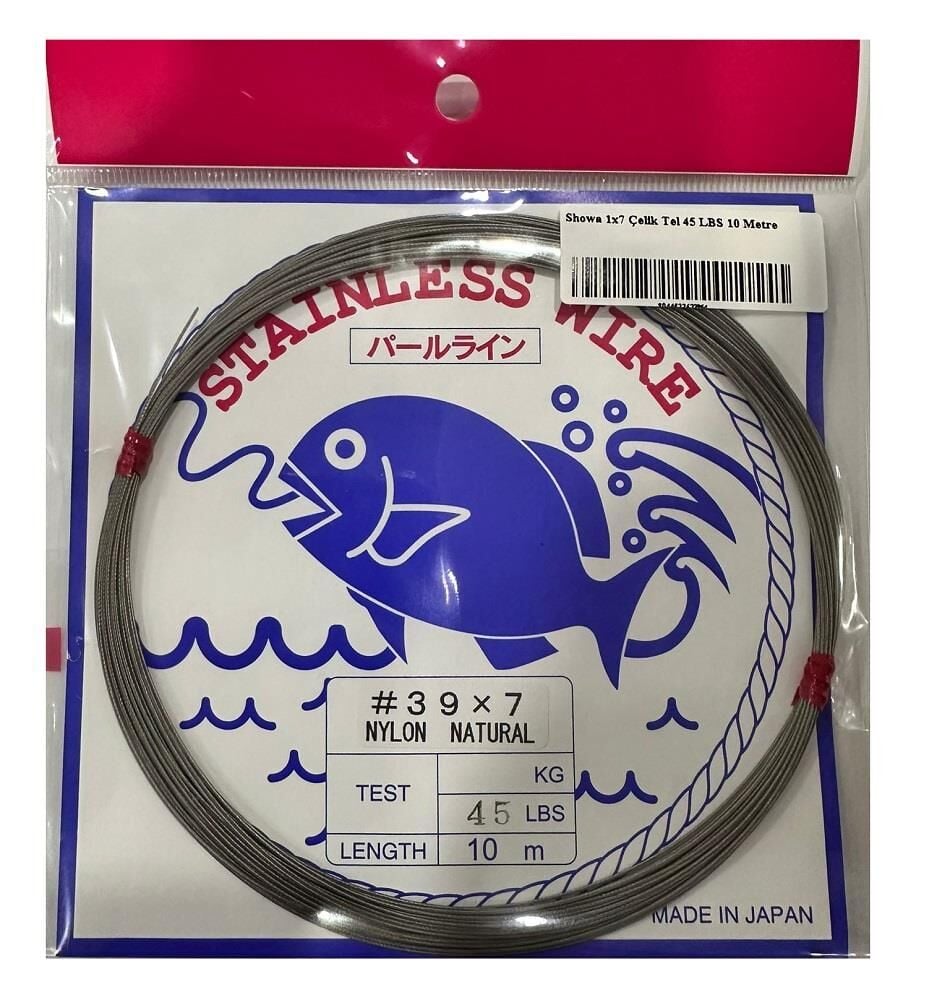 Showa 1x7 Çelik Tel 45 LBS 10 Metre
STAINLESS WIRE
パールライン
#39×7
NYLON NATURAL
TEST
KG
45 LBS
LENGTH 10 m
MADE IN JAPAN